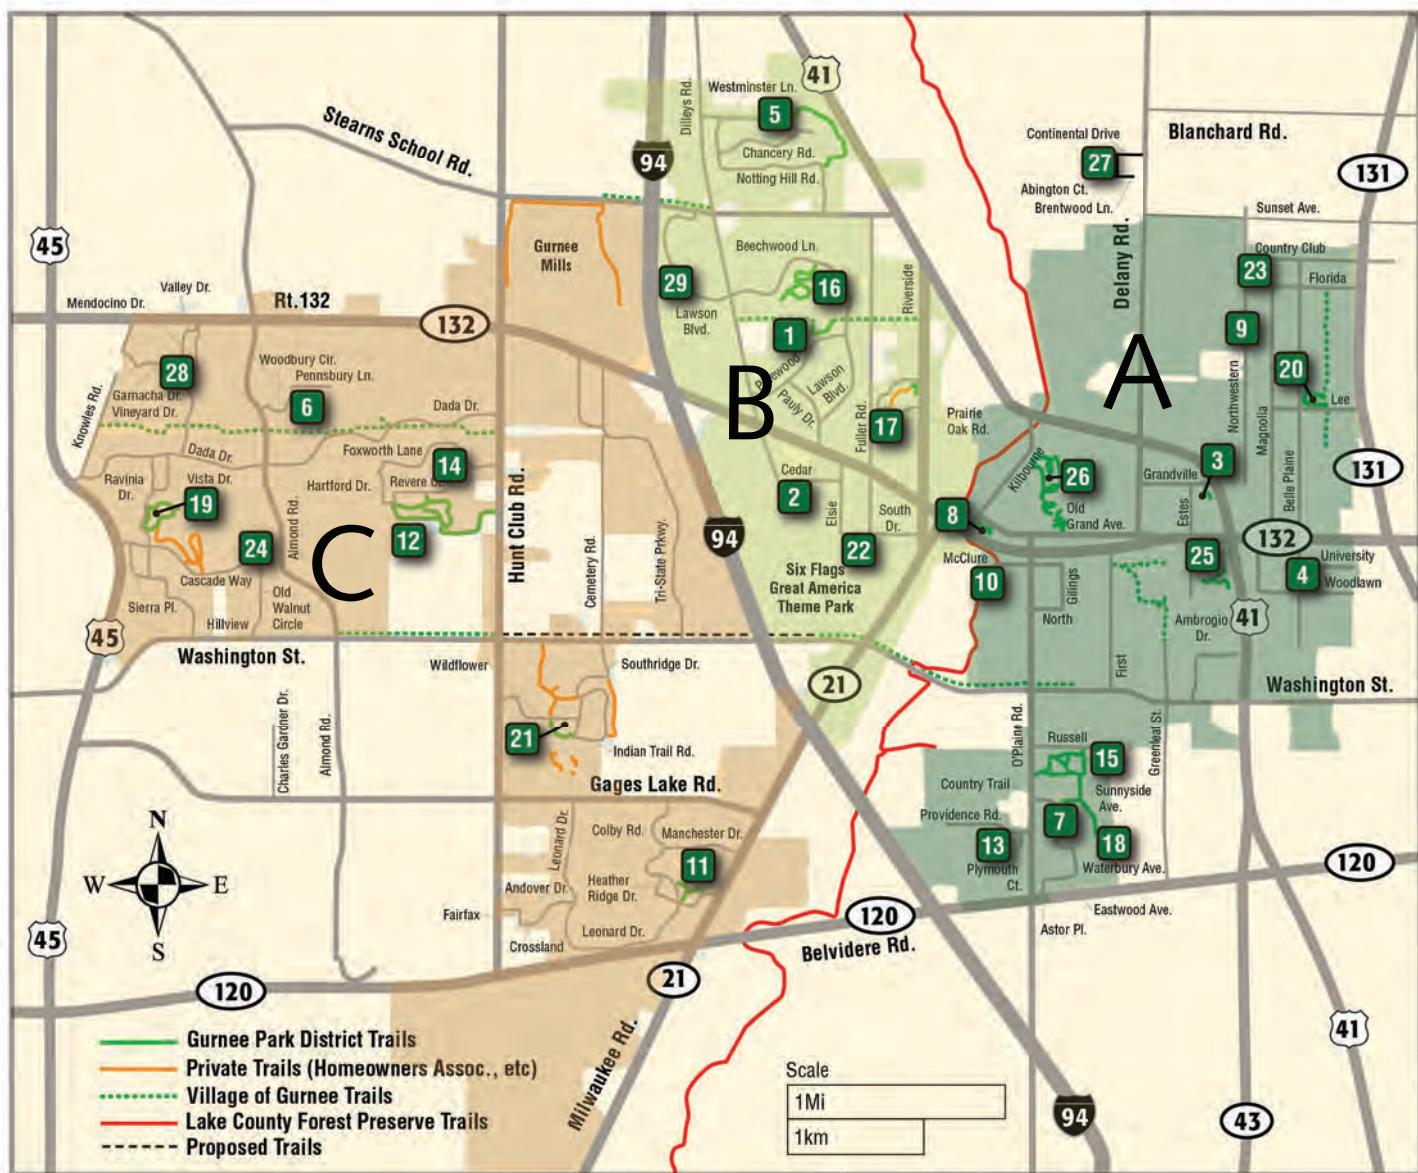 41
Westminster Ln.
5
Dilleys Rd.
Stearns School Rd.
Continental Drive
Blanchard Rd.
94
Chancery Rd.
27
131
Notting Hill Rd.
Abington Ct.
Brentwood Ln.
Sunset Ave.
45
Gurnee
Mills
Beechwood Ln.
Delany Rd.
Country Club
23
Florida
29
16
Riverside
Valley Dr.
Mendocino Dr.
Rt.132
132
Lawson
Blvd.
1
9
28
Woodbury Cir.
Pennsbury Ln.
6
Knowles Rd.
Gamacha Dr.
Vineyard Dr.
Dada Dr.
B
Pauly Dr.
Lawson
Blvd.
A
20
Lee
Northwestern
Magnolia
Fuller Rd.
17
Prairie
Oak Rd.
Dada Dr.
Foxworth Lane
14
Ravinia
Dr.
Vista Dr.
19
Hartford Dr.
Cedar
2
Elsie
South
Dr.
Kilbourne
26
Old
Grand Ave.
Grandville
3
Estes
Belle Plaine
131
8
Almond Rd.
C
12
Hunt Club Rd.
Cemetery Rd.
Tri-State Prkwy.
94
22
24
Cascade Way
Six Flags
Great America
Theme Park
McClure
10
Gilings
25
132
University
4
Woodlawn
Sierra Pl.
Hillview
Old
Walnut
Circle
North
Ambrogio
Dr.
41
45
Washington St.
Wildflower
Southridge Dr.
21
First
Washington St.
Charles Gardner Dr.
Almond Rd.
21
Indian Trail Rd.
O'Plaine Rd.
Russell
15
Greenleaf St.
Gages Lake Rd.
Country Trail
Sunnyside
Ave.
Providence Rd.
7
N
W
E
S
Leonard Dr.
Colby Rd.
Manchester Dr.
11
13
18
Plymouth
Ct.
Waterbury Ave.
120
Andover Dr.
Heather
Ridge Dr.
Fairfax
Crossland
Leonard Dr.
120
Belvidere Rd.
Eastwood Ave.
Astor Pl.
45
120
21
Milwaukee Rd.
41
Gurnee Park District Trails
Private Trails (Homeowners Assoc., etc)
Village of Gurnee Trails
Lake County Forest Preserve Trails
Proposed Trails
Scale
1Mi
1km
94
43